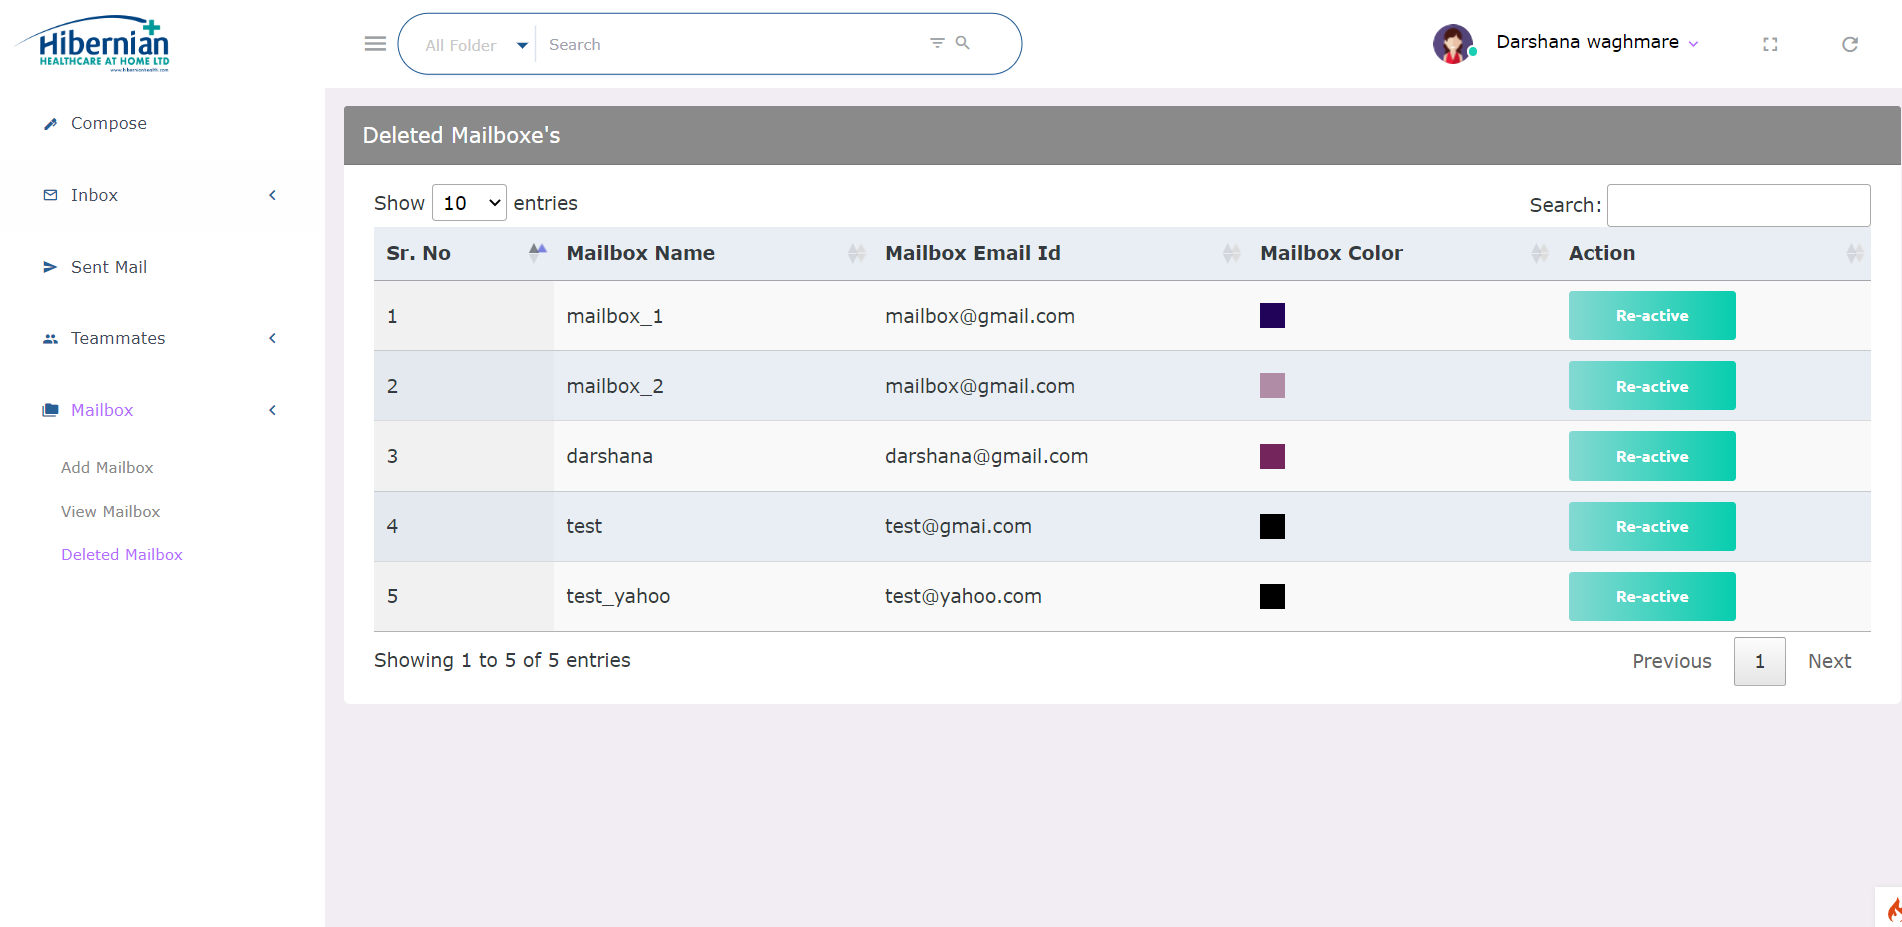 Hibernian
HEALTHCARE AT HOME LTD
www.hibernianhealth.com
All Folder Search
Darshana waghmare
Compose
Inbox
Sent Mail
Teammates
Mailbox
Add Mailbox
View Mailbox
Deleted Mailbox
Deleted Mailboxe's
Show 10 entries
Search:
Sr. No Mailbox Name Mailbox Email Id Mailbox Color Action
1 mailbox_1 mailbox@gmail.com Re-active
2 mailbox_2 mailbox@gmail.com Re-active
3 darshana darshana@gmail.com Re-active
4 test test@gmai.com Re-active
5 test_yahoo test@yahoo.com Re-active
Showing 1 to 5 of 5 entries
Previous 1 Next